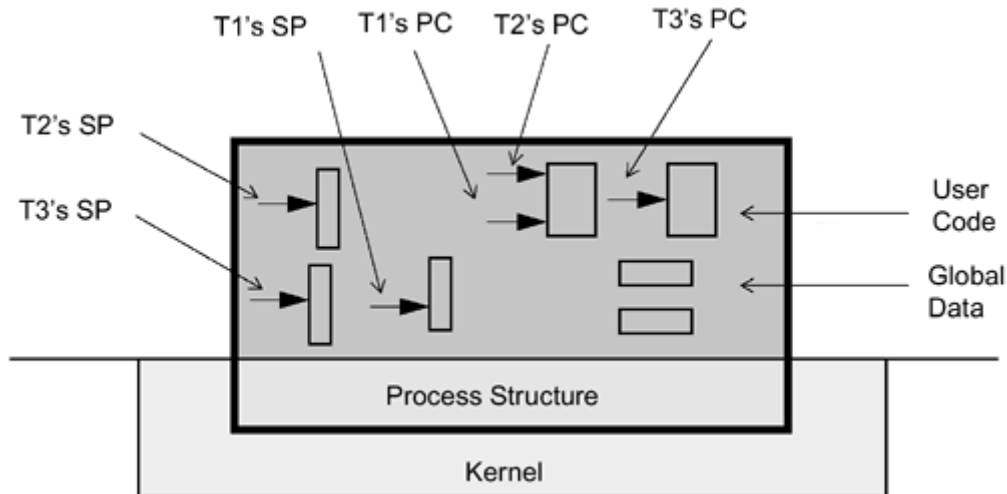 T1's SP
T1's PC
T2's PC
T3's PC
T2's SP
T3's SP
User
Code
Global
Data
Process Structure
Kernel